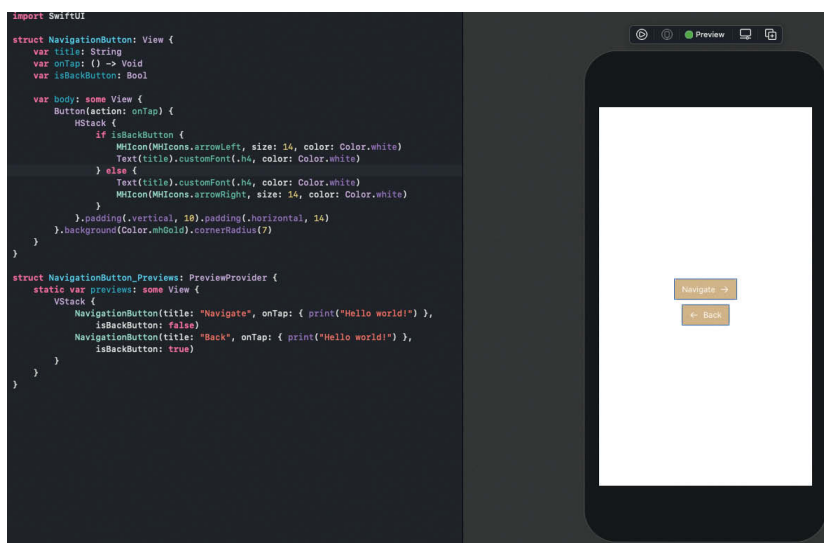 import SwiftUI
struct NavigationButton: View {
var title: String
var onTap: () -> Void
var isBackButton: Bool
var body: some View {
Button(action: onTap) {
HStack {
if isBackButton {
MHIcon(MHIcons.arrowLeft, size: 14, color: Color.white)
Text(title).customFont(.h4, color: Color.white)
} else {
Text(title).customFont(.h4, color: Color.white)
MHIcon(MHIcons.arrowRight, size: 14, color: Color.white)
}
}.padding(.vertical, 10).padding(.horizontal, 14)
}.background(Color.mhGold).cornerRadius(7)
}
}
struct NavigationButton_Previews: PreviewProvider {
static var previews: some View {
VStack {
NavigationButton(title: "Navigate", onTap: { print("Hello world!") },
isBackButton: false)
NavigationButton(title: "Back", onTap: { print("Hello world!") },
isBackButton: true)
}
}
}
Preview
Navigate →
← Back